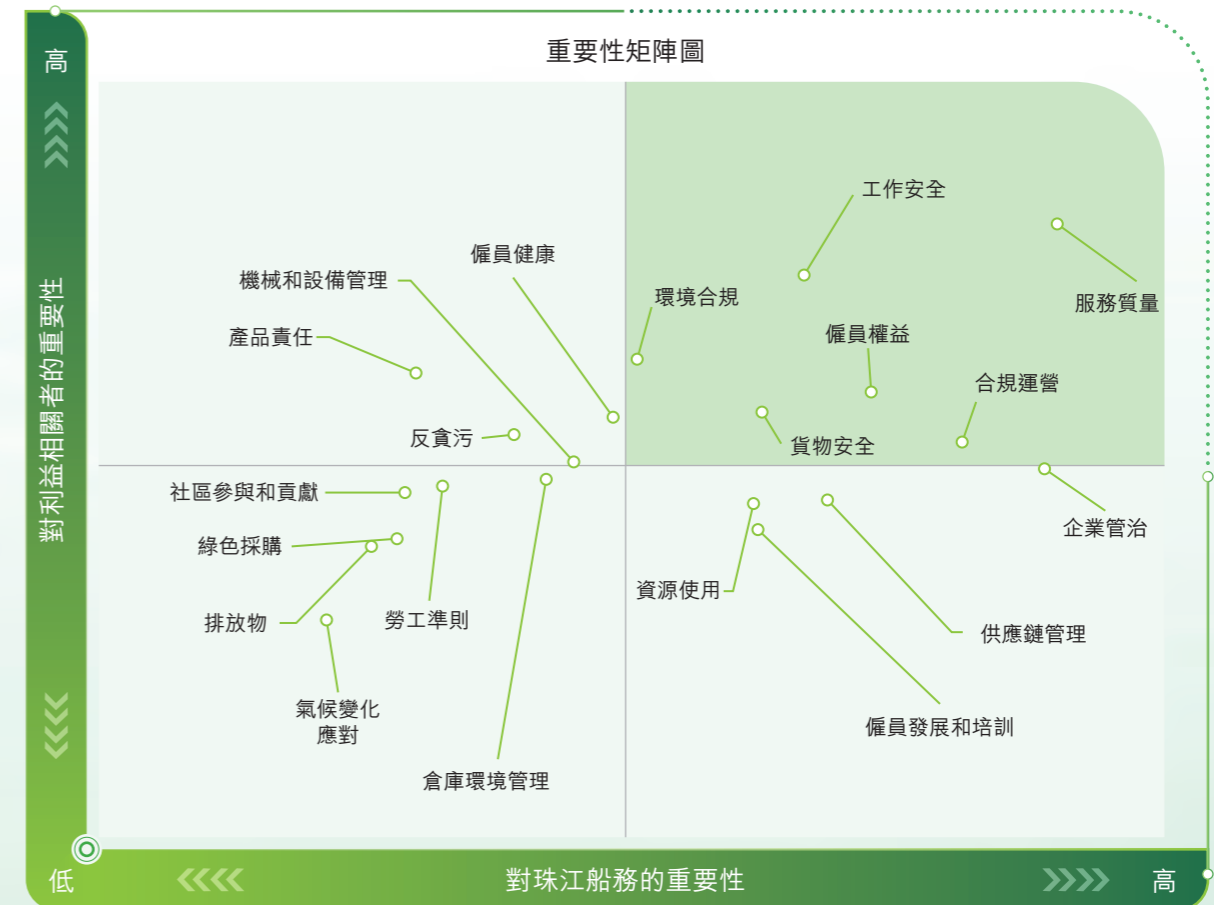 重要性矩陣圖
高
對利益相關者的重要性
工作安全
僱員健康
機械和設備管理
環境合規
服務質量
產品責任
僱員權益
合規運營
反貪污
貨物安全
社區參與和貢獻
企業管治
綠色採購
資源使用
排放物
勞工準則
供應鏈管理
氣候變化
應對
僱員發展和培訓
倉庫環境管理
低
對珠江船務的重要性
高